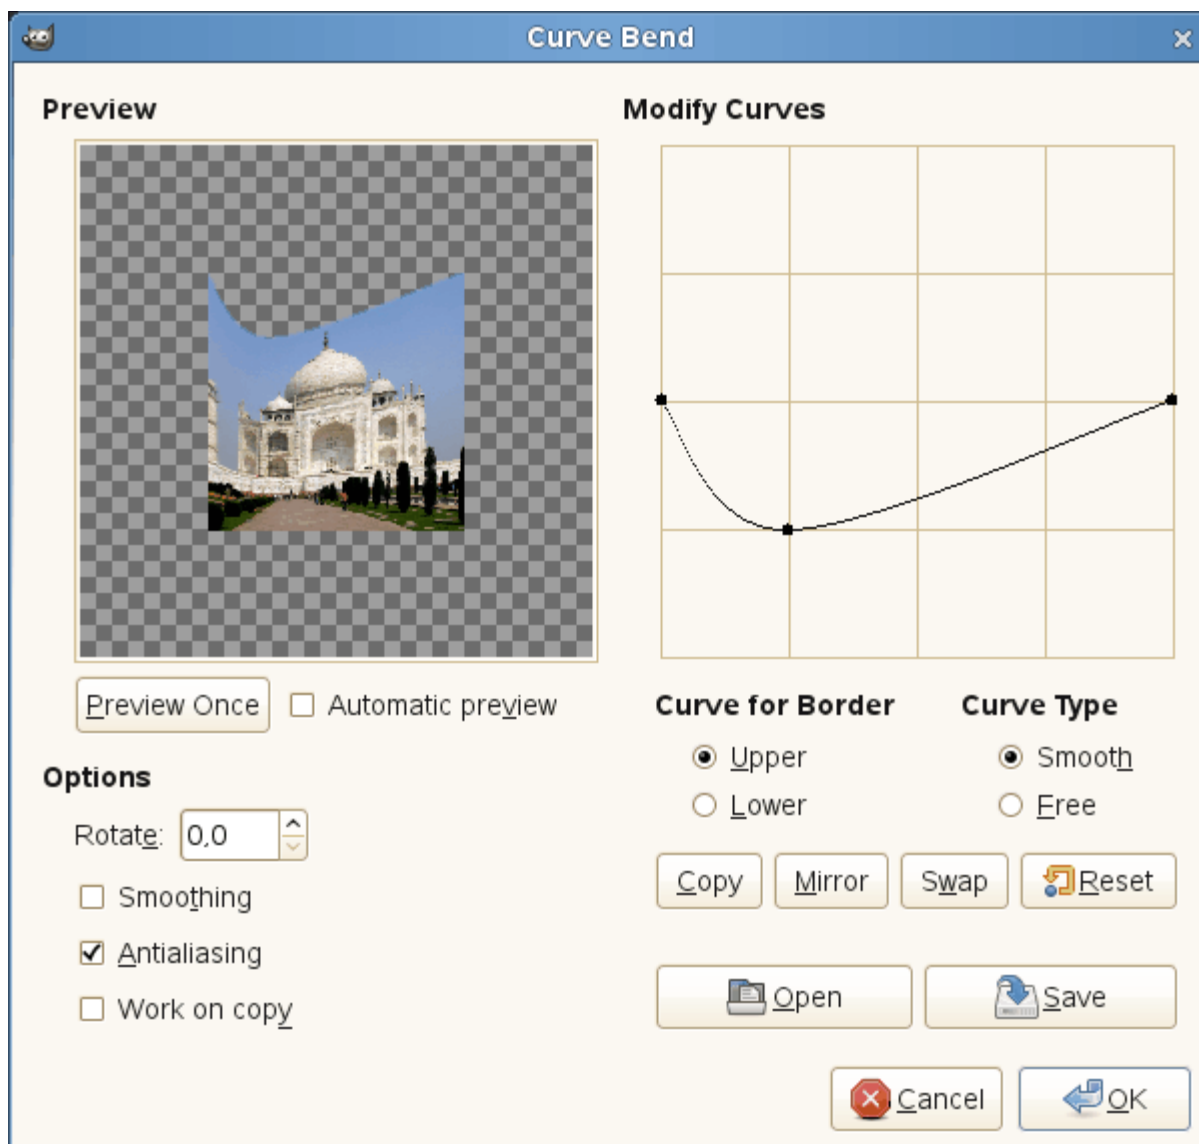 Curve Bend
Preview
Modify Curves
Preview Once
Automatic preview
Curve for Border
Curve Type
Upper
Smooth
Lower
Free
Options
Rotate: 0,0
Smoothing
Antialiasing
Work on copy
Copy
Mirror
Swap
Reset
Open
Save
Cancel
OK